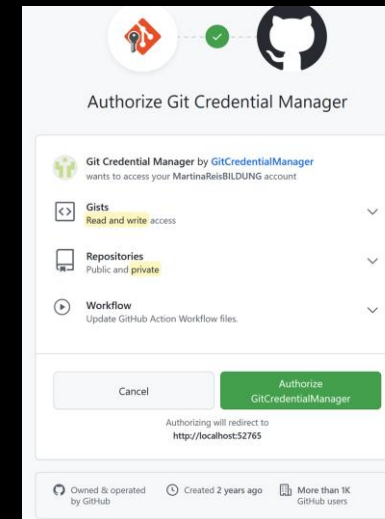 Authorize Git Credential Manager
Git Credential Manager by GitCredentialManager
wants to access your MartinaReisBILDUNG account
Gists
Read and write access
Repositories
Public and private
Workflow
Update GitHub Action Workflow files.
Cancel
Authorize
GitCredentialManager
Authorizing will redirect to
http://localhost:52765
Owned & operated
by GitHub
Created 2 years ago
More than 1K
GitHub users